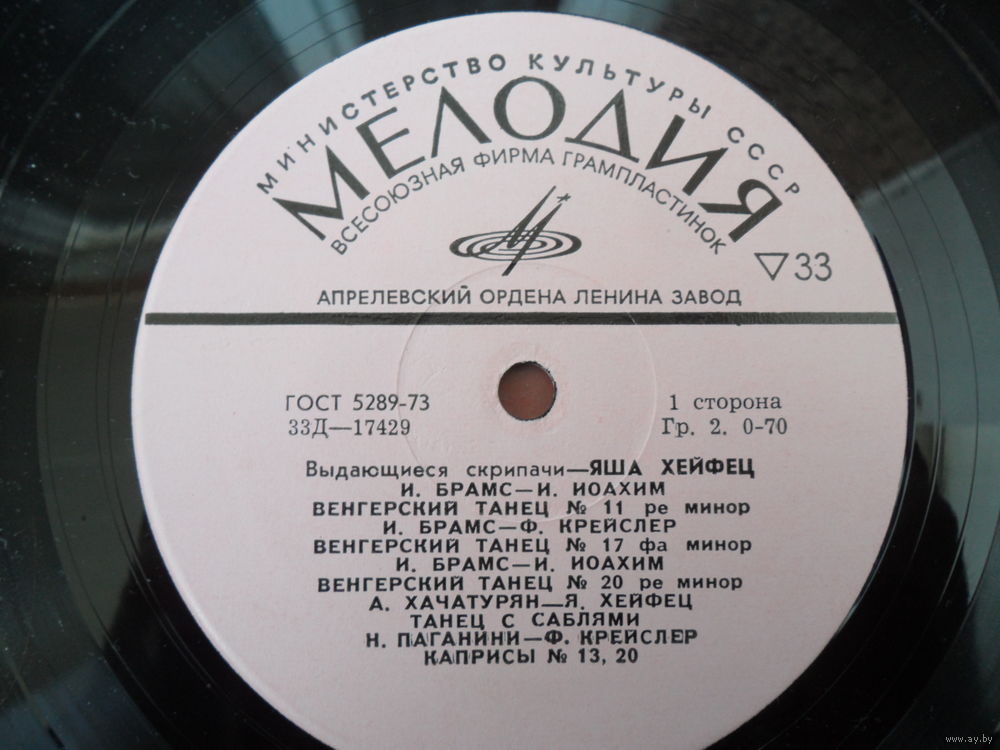 МИНИСТЕРСТВО КУЛЬТУРЫ СССР
МЕЛОДИЯ
ВСЕСОЮЗНАЯ ФИРМА ГРАМПЛАСТИНОК
▽33
АПРЕЛЕВСКИЙ ОРДЕНА ЛЕНИНА ЗАВОД
ГОСТ 5289-73
33Д—17429
1 сторона
Гр. 2. 0-70
Выдающиеся скрипачи—ЯША ХЕЙФЕЦ
И. БРАМС—И. ИОАХИМ
ВЕНГЕРСКИЙ ТАНЕЦ № 11 ре минор
И. БРАМС—Ф. КРЕЙСЛЕР
ВЕНГЕРСКИЙ ТАНЕЦ № 17 фа минор
И. БРАМС—И. ИОАХИМ
ВЕНГЕРСКИЙ ТАНЕЦ № 20 ре минор
А. ХАЧАТУРЯН—Я. ХЕЙФЕЦ
ТАНЕЦ С САБЛЯМИ
Н. ПАГАНИНИ—Ф. КРЕЙСЛЕР
КАПРИСЫ № 13, 20
www.ay.by